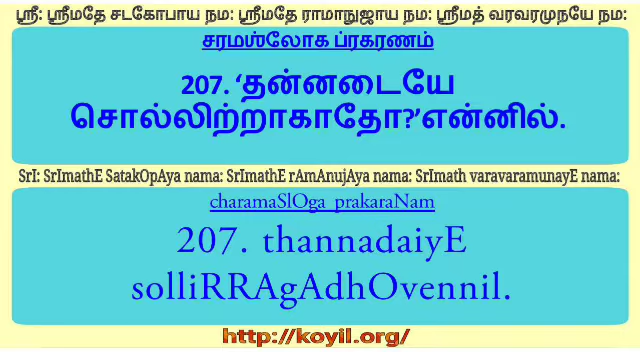 ஸ்ரீ: ஸ்ரீமதே சடகோபாய நம: ஸ்ரீமதே ராமாநுஜாய நம: ஸ்ரீமத் வரவரமுநயே நம:
சரமஸ்லோக ப்ரகரணம்
207. ‘தன்னடையே
சொல்லிற்றாகாதோ?’என்னில்.
SrI: SrImathE SatakOpAya nama: SrImathE rAmAnujAya nama: SrImath varavaramunayE nama:
charamaSlOga prakaraNam
207. thannadaiyE
solliRRAgAdhOvennil.
http://koyil.org/